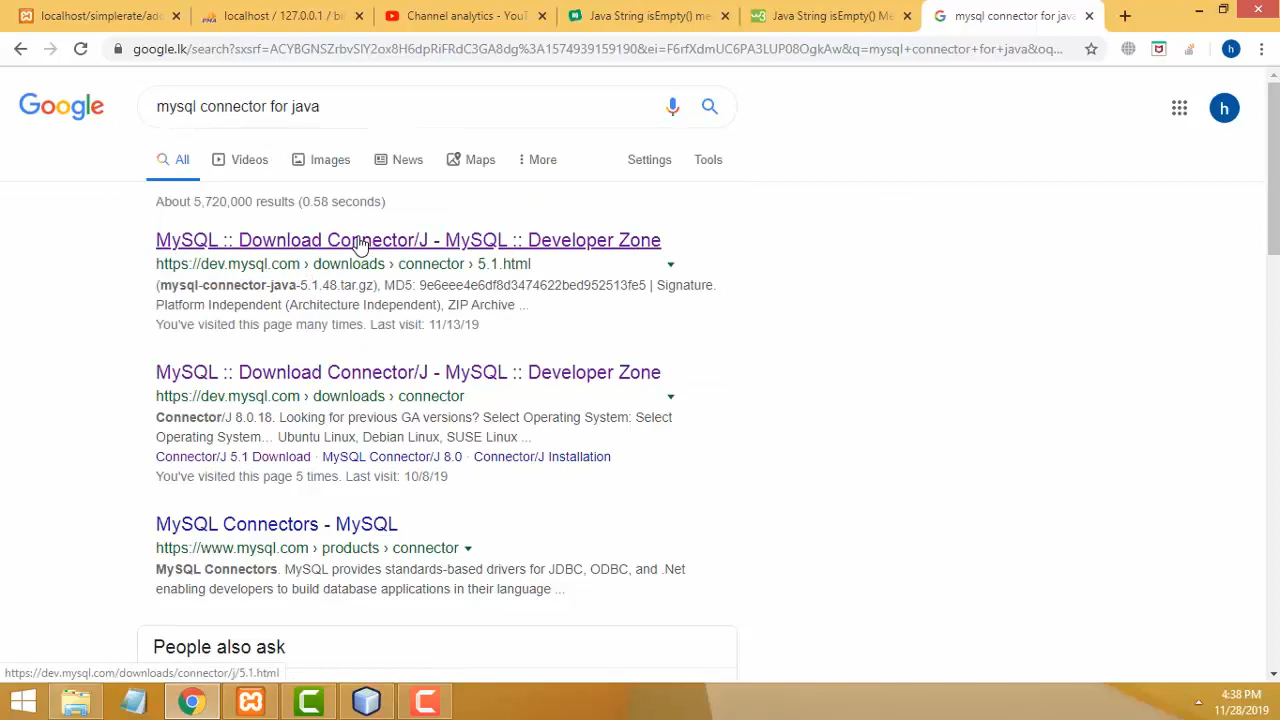 localhost/simplerate/add
localhost / 127.0.0.1 / bi
Channel analytics - YouT
Java String isEmpty() me
Java String isEmpty() Me
mysql connector for java
google.lk/search?sxsrf=ACYBGNSZrbvSlY2ox8H6dpRiFRdC3GA8dg%3A1574939159190&ei=F6rfXdmUC6PA3LUP08OgkAw&q=mysql+connector+for+java&oq...
h
Google
mysql connector for java
h
All
Videos
Images
News
Maps
More
Settings
Tools
About 5,720,000 results (0.58 seconds)
MySQL :: Download Connector/J - MySQL :: Developer Zone
https://dev.mysql.com › downloads › connector › 5.1.html
(mysql-connector-java-5.1.48.tar.gz), MD5: 9e6eee4e6df8d3474622bed952513fe5 | Signature.
Platform Independent (Architecture Independent), ZIP Archive ...
You've visited this page many times. Last visit: 11/13/19
MySQL :: Download Connector/J - MySQL :: Developer Zone
https://dev.mysql.com › downloads › connector
Connector/J 8.0.18. Looking for previous GA versions? Select Operating System: Select
Operating System… Ubuntu Linux, Debian Linux, SUSE Linux ...
Connector/J 5.1 Download · MySQL Connector/J 8.0 · Connector/J Installation
You've visited this page 5 times. Last visit: 10/8/19
MySQL Connectors - MySQL
https://www.mysql.com › products › connector
MySQL Connectors. MySQL provides standards-based drivers for JDBC, ODBC, and .Net
enabling developers to build database applications in their language ...
People also ask
https://dev.mysql.com/downloads/connector/j/5.1.html
4:38 PM
11/28/2019